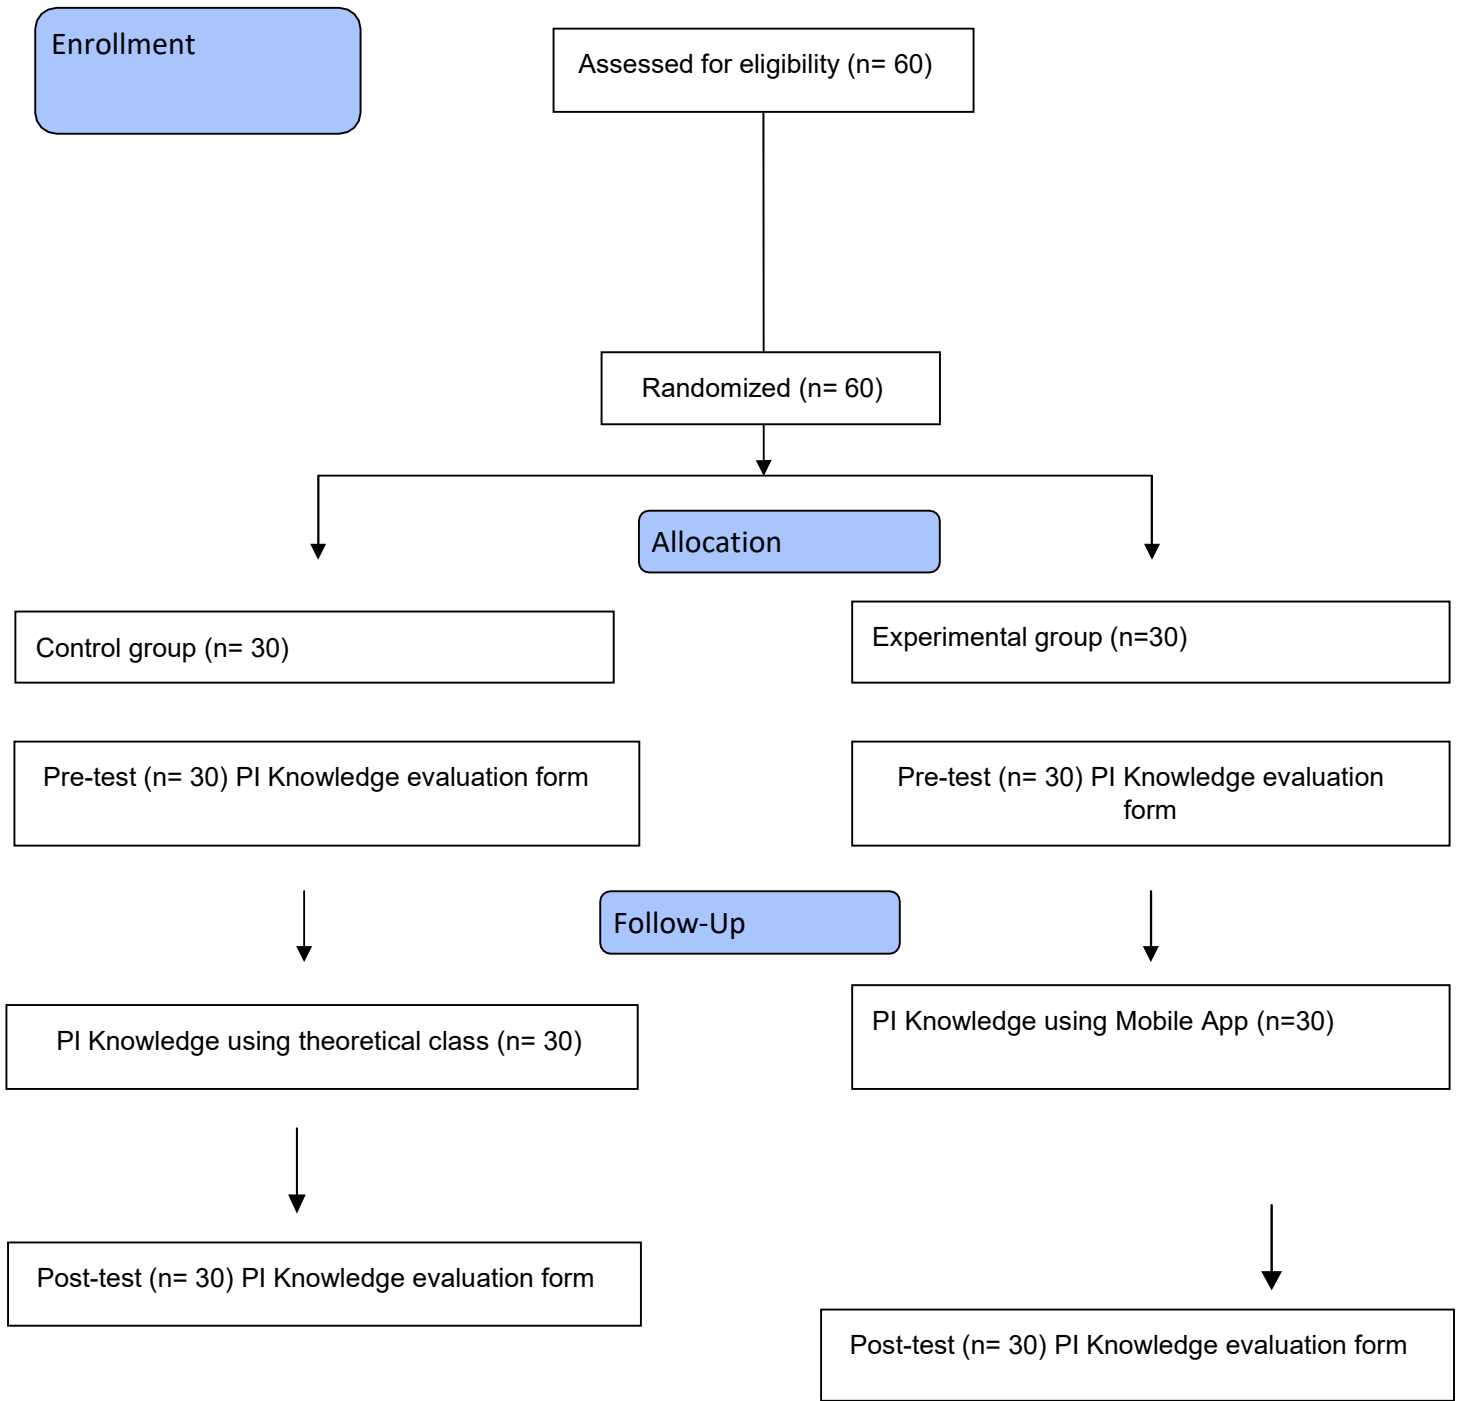 Enrollment
Assessed for eligibility (n= 60)
Randomized (n= 60)
Allocation
Control group (n= 30)
Experimental group (n=30)
Pre-test (n= 30) PI Knowledge evaluation form
Pre-test (n= 30) PI Knowledge evaluation
form
Follow-Up
PI Knowledge using theoretical class (n= 30)
PI Knowledge using Mobile App (n=30)
Post-test (n= 30) PI Knowledge evaluation form
Post-test (n= 30) PI Knowledge evaluation form